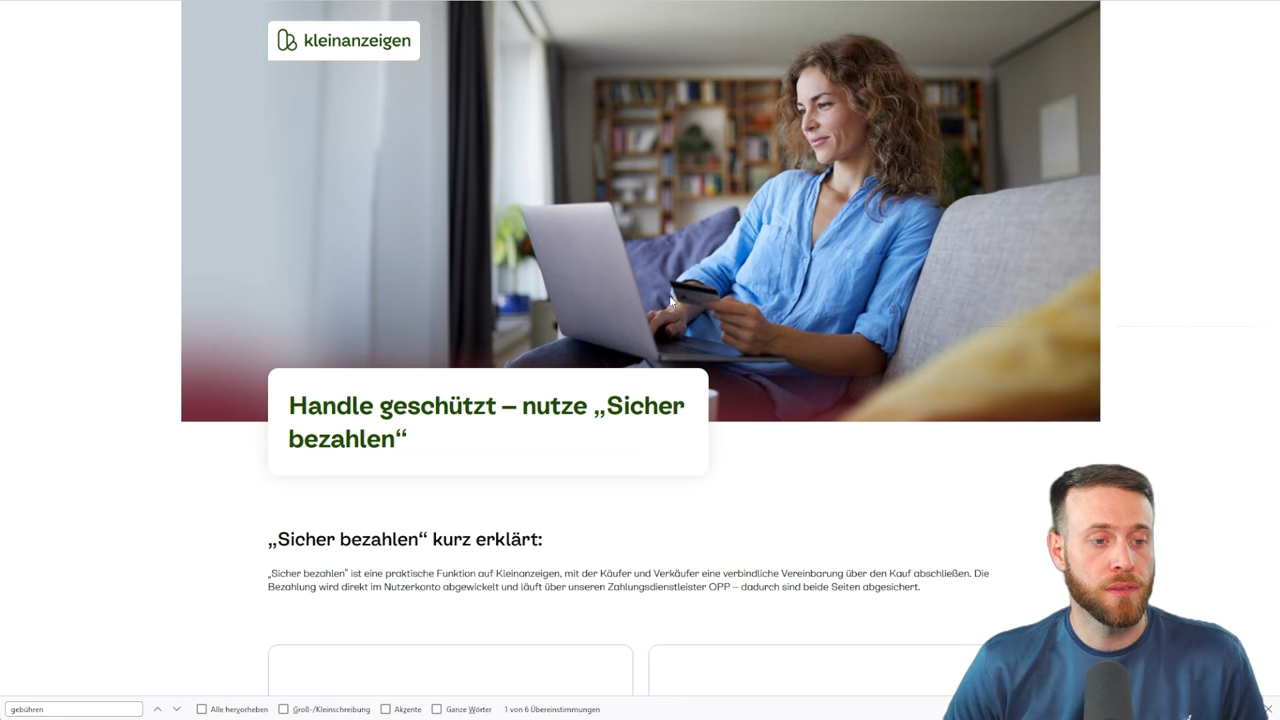 kleinanzeigen
Handle geschützt – nutze „Sicher
bezahlen“
„Sicher bezahlen“ kurz erklärt:
„Sicher bezahlen“ ist eine praktische Funktion auf Kleinanzeigen, mit der Käufer und Verkäufer eine verbindliche Vereinbarung über den Kauf abschließen. Die
Bezahlung wird direkt im Nutzerkonto abgewickelt und läuft über unseren Zahlungsdienstleister OPP – dadurch sind beide Seiten abgesichert.
gebühren Alle hervorheben Groß-/Kleinschreibung Akzente Ganze Wörter 1 von 6 Übereinstimmungen